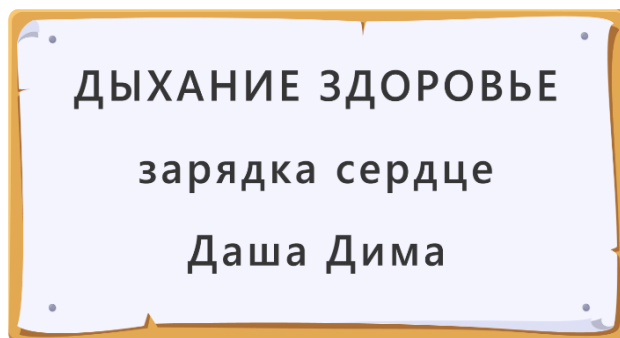 ДЫХАНИЕ ЗДОРОВЬЕ
зарядка сердце
Даша Дима